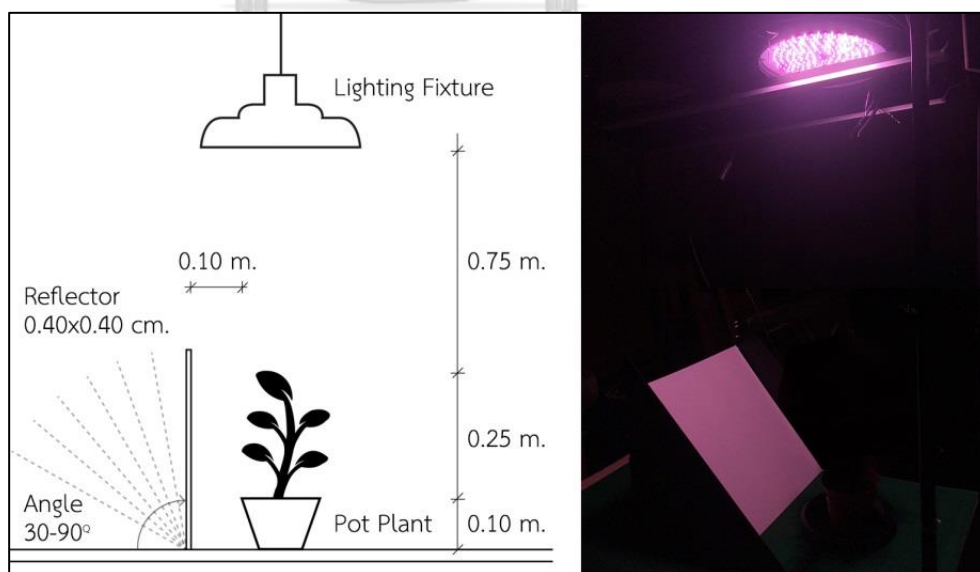 Lighting Fixture
0.10 m.
0.75 m.
Reflector
0.40x0.40 cm.
0.25 m.
Angle
30-90º
Pot Plant
0.10 m.